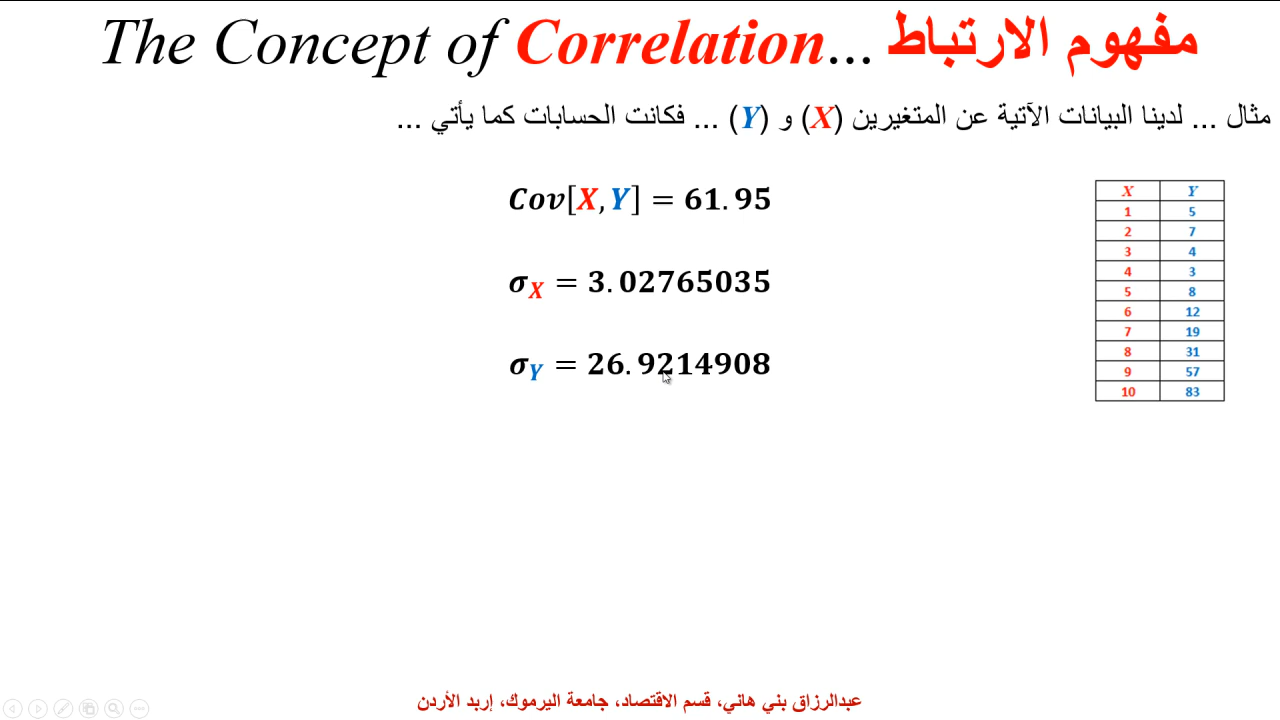 The Concept of Correlation... مفهوم الارتباط
مثال ... لدينا البيانات الآتية عن المتغيرين (X) و (Y) ... فكانت الحسابات كما يأتي ...
Cov[X, Y] = 61.95
σX = 3.02765035
σY = 26.9214908
X Y
1 5
2 7
3 4
4 3
5 8
6 12
7 19
8 31
9 57
10 83
عبدالرزاق بني هاني، قسم الاقتصاد، جامعة اليرموك، إربد الأردن